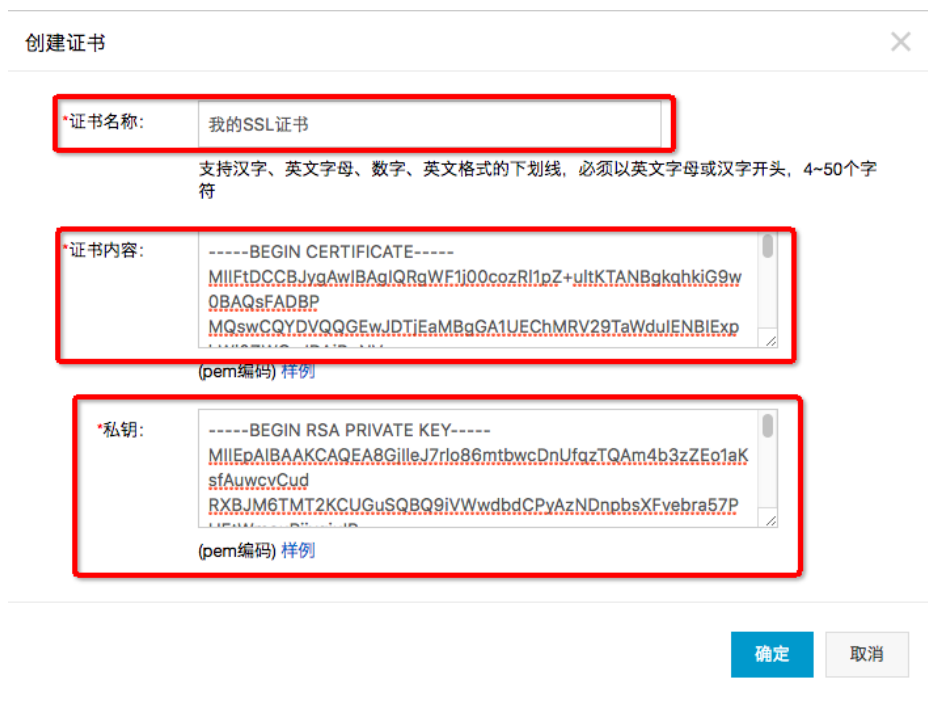 创建证书
*证书名称:
我的SSL证书
支持汉字、英文字母、数字、英文格式的下划线，必须以英文字母或汉字开头，4~50个字
符
*证书内容:
-----BEGIN CERTIFICATE-----
MIIFtDCCBJygAwIBAgIQRgWF1j00cozRl1pZ+ultKTANBgkqhkiG9w
0BAQsFADBP
MQswCQYDVQQGEwJDTjEaMBgGA1UEChMRV29TaWduIENBIExp
(pem编码) 样例
*私钥:
-----BEGIN RSA PRIVATE KEY-----
MIIEpAIBAAKCAQEA8GjlleJ7rlo86mtbwcDnUfqzTQAm4b3zZEo1aK
sfAuwcvCud
RXBJM6TMT2KCUGuSQBQ9iVWwdbdCPyAzNDnpbsXFvebra57P
(pem编码) 样例
确定
取消